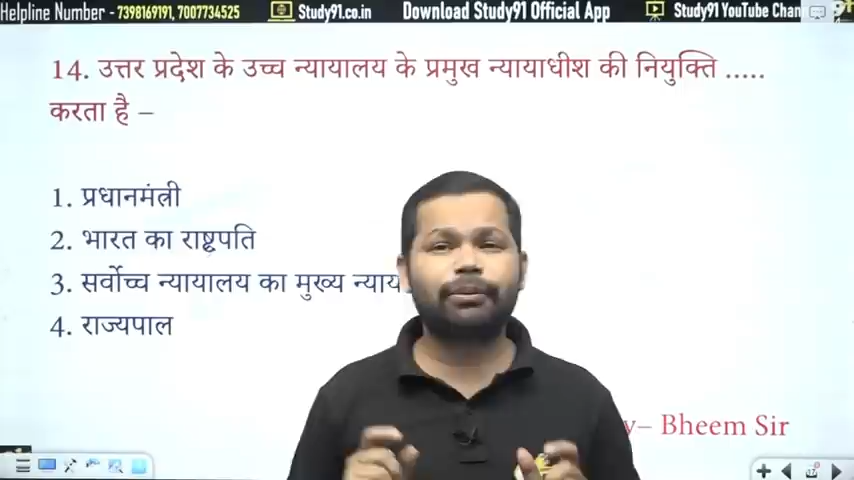 Helpline Number - 7398169191, 7007734525 Study91.co.in Download Study91 Official App Study91 YouTube
14. उत्तर प्रदेश के उच्च न्यायालय के प्रमुख न्यायाधीश की नियुक्ति .....
करता है –
1. प्रधानमंत्री
2. भारत का राष्ट्रपति
3. सर्वोच्च न्यायालय का मुख्य
4. राज्यपाल
– Bheem Sir